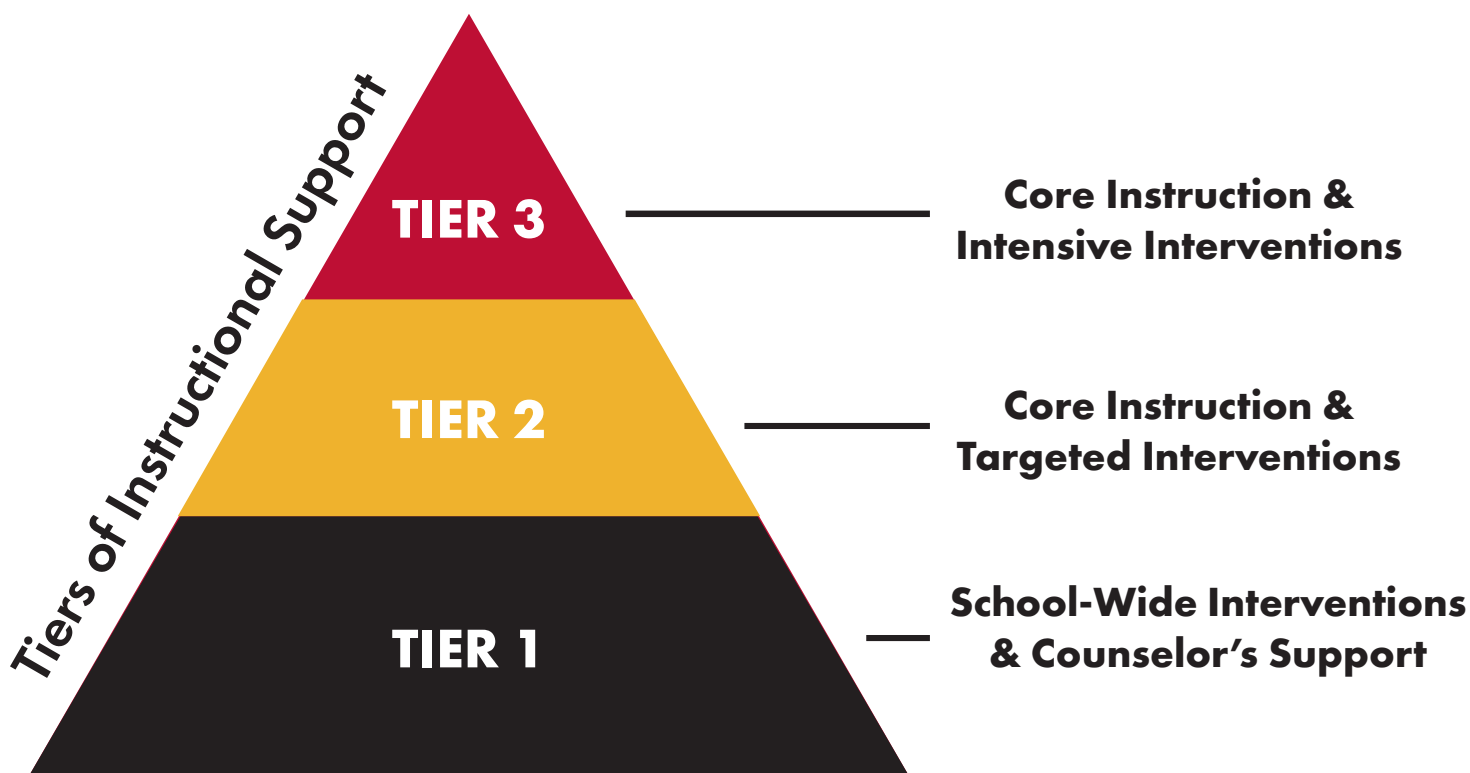 Tiers of Instructional Support
TIER 3
Core Instruction &
Intensive Interventions
TIER 2
Core Instruction &
Targeted Interventions
TIER 1
School-Wide Interventions
& Counselor’s Support